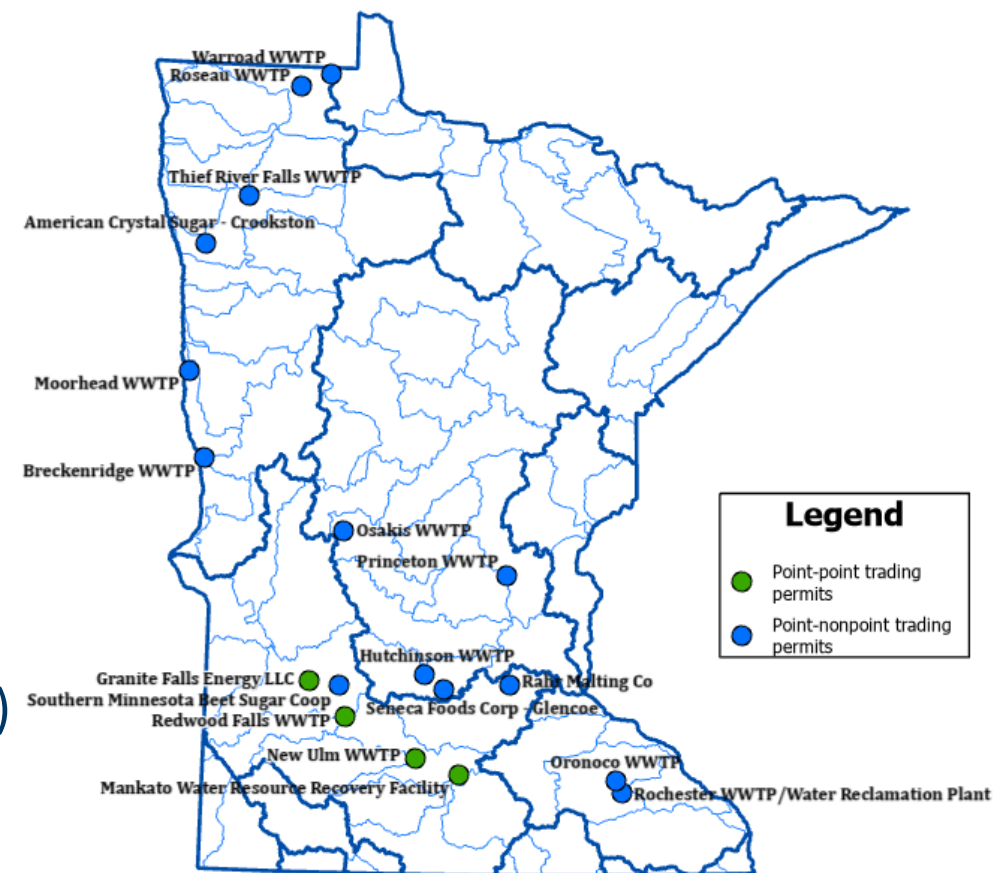 Warroad WWTP
Roseau WWTP
Thief River Falls WWTP
American Crystal Sugar - Crookston
Moorhead WWTP
Breckenridge WWTP
Osakis WWTP
Princeton WWTP
Legend
Point-point trading
permits
Point-nonpoint trading
permits
Hutchinson WWTP
Granite Falls Energy LLC
Rahr Malting Co
Southern Minnesota Beet Sugar Coop
Seneca Foods Corp - Glencoe
Redwood Falls WWTP
)
New Ulm WWTP
Oronoco WWTP
Mankato Water Resource Recovery Facility
Rochester WWTP/Water Reclamation Plant